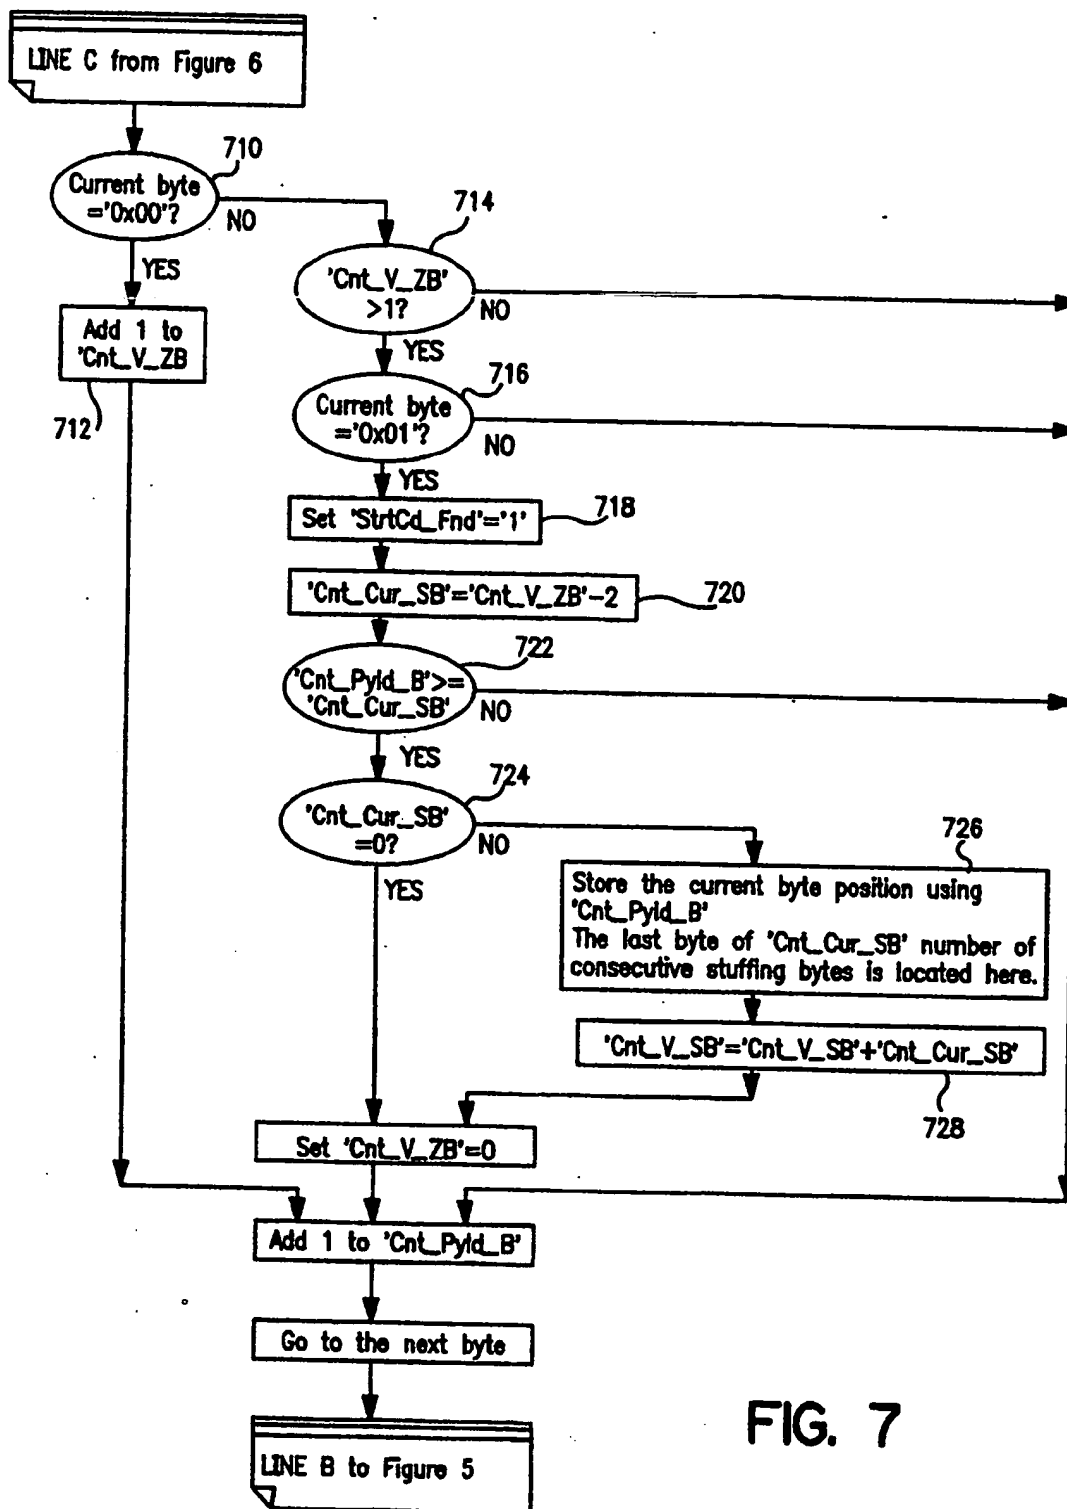 LINE C from Figure 6
710
Current byte
='0x00'?
NO
YES
Add 1 to
'Cnt_V_ZB
712
714
'Cnt_V_ZB'
>1?
NO
YES
716
Current byte
='0x01'?
NO
YES
Set 'StrtCd_Fnd'='1'
718
'Cnt_Cur_SB'='Cnt_V_ZB'-2
720
722
'Cnt_Pyld_B'>=
'Cnt_Cur_SB'
NO
YES
724
'Cnt_Cur_SB'
=0?
NO
YES
726
Store the current byte position using
'Cnt_Pyld_B'
The last byte of 'Cnt_Cur_SB' number of
consecutive stuffing bytes is located here.
'Cnt_V_SB'='Cnt_V_SB'+'Cnt_Cur_SB'
728
Set 'Cnt_V_ZB'=0
Add 1 to 'Cnt_Pyld_B'
Go to the next byte
LINE B to Figure 5
FIG. 7